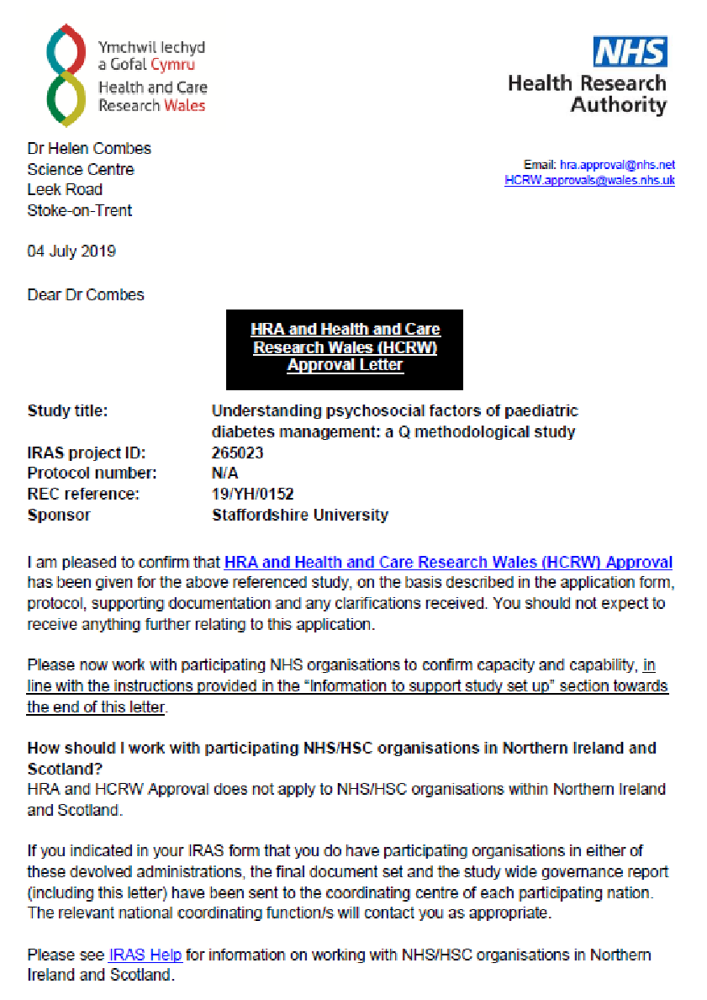 Ymchwil Iechyd
a Gofal Cymru
Health and Care
Research Wales
NHS
Health Research
Authority
Dr Helen Combes
Science Centre
Leek Road
Stoke-on-Trent
Email: hra.approval@nhs.net
HCRW.approvals@wales.nhs.uk
04 July 2019
Dear Dr Combes
HRA and Health and Care
Research Wales (HCRW)
Approval Letter
Study title: Understanding psychosocial factors of paediatric
diabetes management: a Q methodological study
IRAS project ID: 265023
Protocol number: N/A
REC reference: 19/YH/0152
Sponsor Staffordshire University
I am pleased to confirm that HRA and Health and Care Research Wales (HCRW) Approval
has been given for the above referenced study, on the basis described in the application form,
protocol, supporting documentation and any clarifications received. You should not expect to
receive anything further relating to this application.
Please now work with participating NHS organisations to confirm capacity and capability, in
line with the instructions provided in the “Information to support study set up” section towards
the end of this letter.
How should I work with participating NHS/HSC organisations in Northern Ireland and
Scotland?
HRA and HCRW Approval does not apply to NHS/HSC organisations within Northern Ireland
and Scotland.
If you indicated in your IRAS form that you do have participating organisations in either of
these devolved administrations, the final document set and the study wide governance report
(including this letter) have been sent to the coordinating centre of each participating nation.
The relevant national coordinating function/s will contact you as appropriate.
Please see IRAS Help for information on working with NHS/HSC organisations in Northern
Ireland and Scotland.